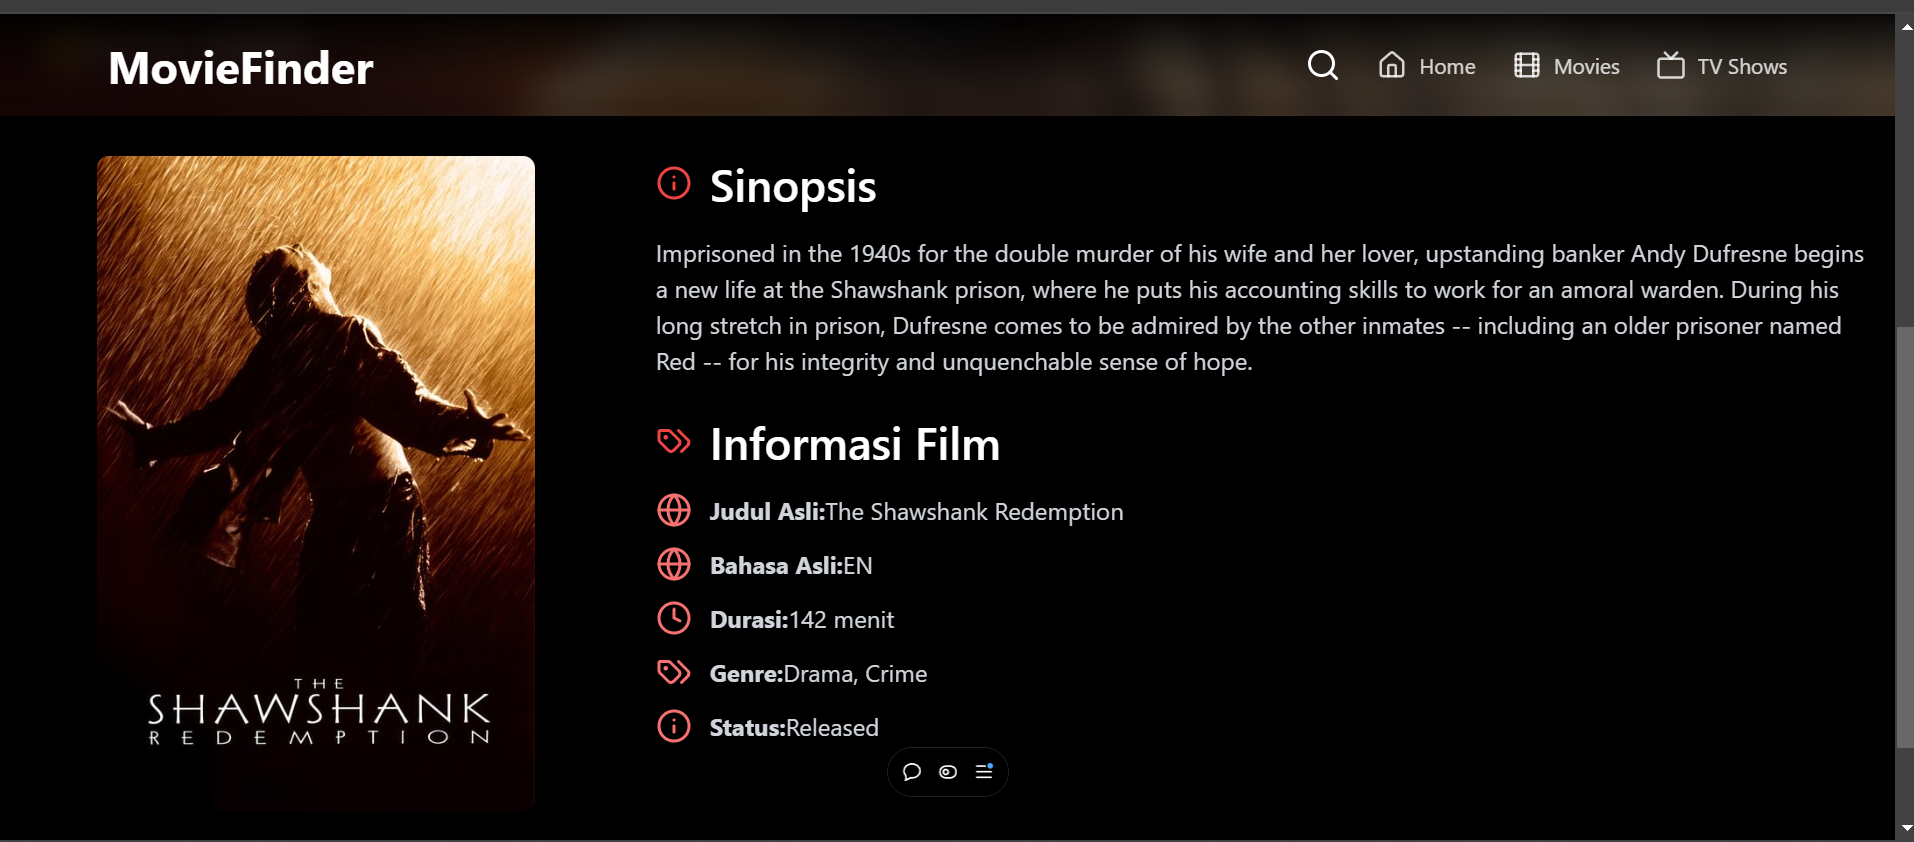 MovieFinder
Home
Movies
TV Shows
THE
SHAWSHANK
REDEMPTION
Sinopsis
Imprisoned in the 1940s for the double murder of his wife and her lover, upstanding banker Andy Dufresne begins
a new life at the Shawshank prison, where he puts his accounting skills to work for an amoral warden. During his
long stretch in prison, Dufresne comes to be admired by the other inmates -- including an older prisoner named
Red -- for his integrity and unquenchable sense of hope.
Informasi Film
Judul Asli:The Shawshank Redemption
Bahasa Asli:EN
Durasi:142 menit
Genre:Drama, Crime
Status:Released